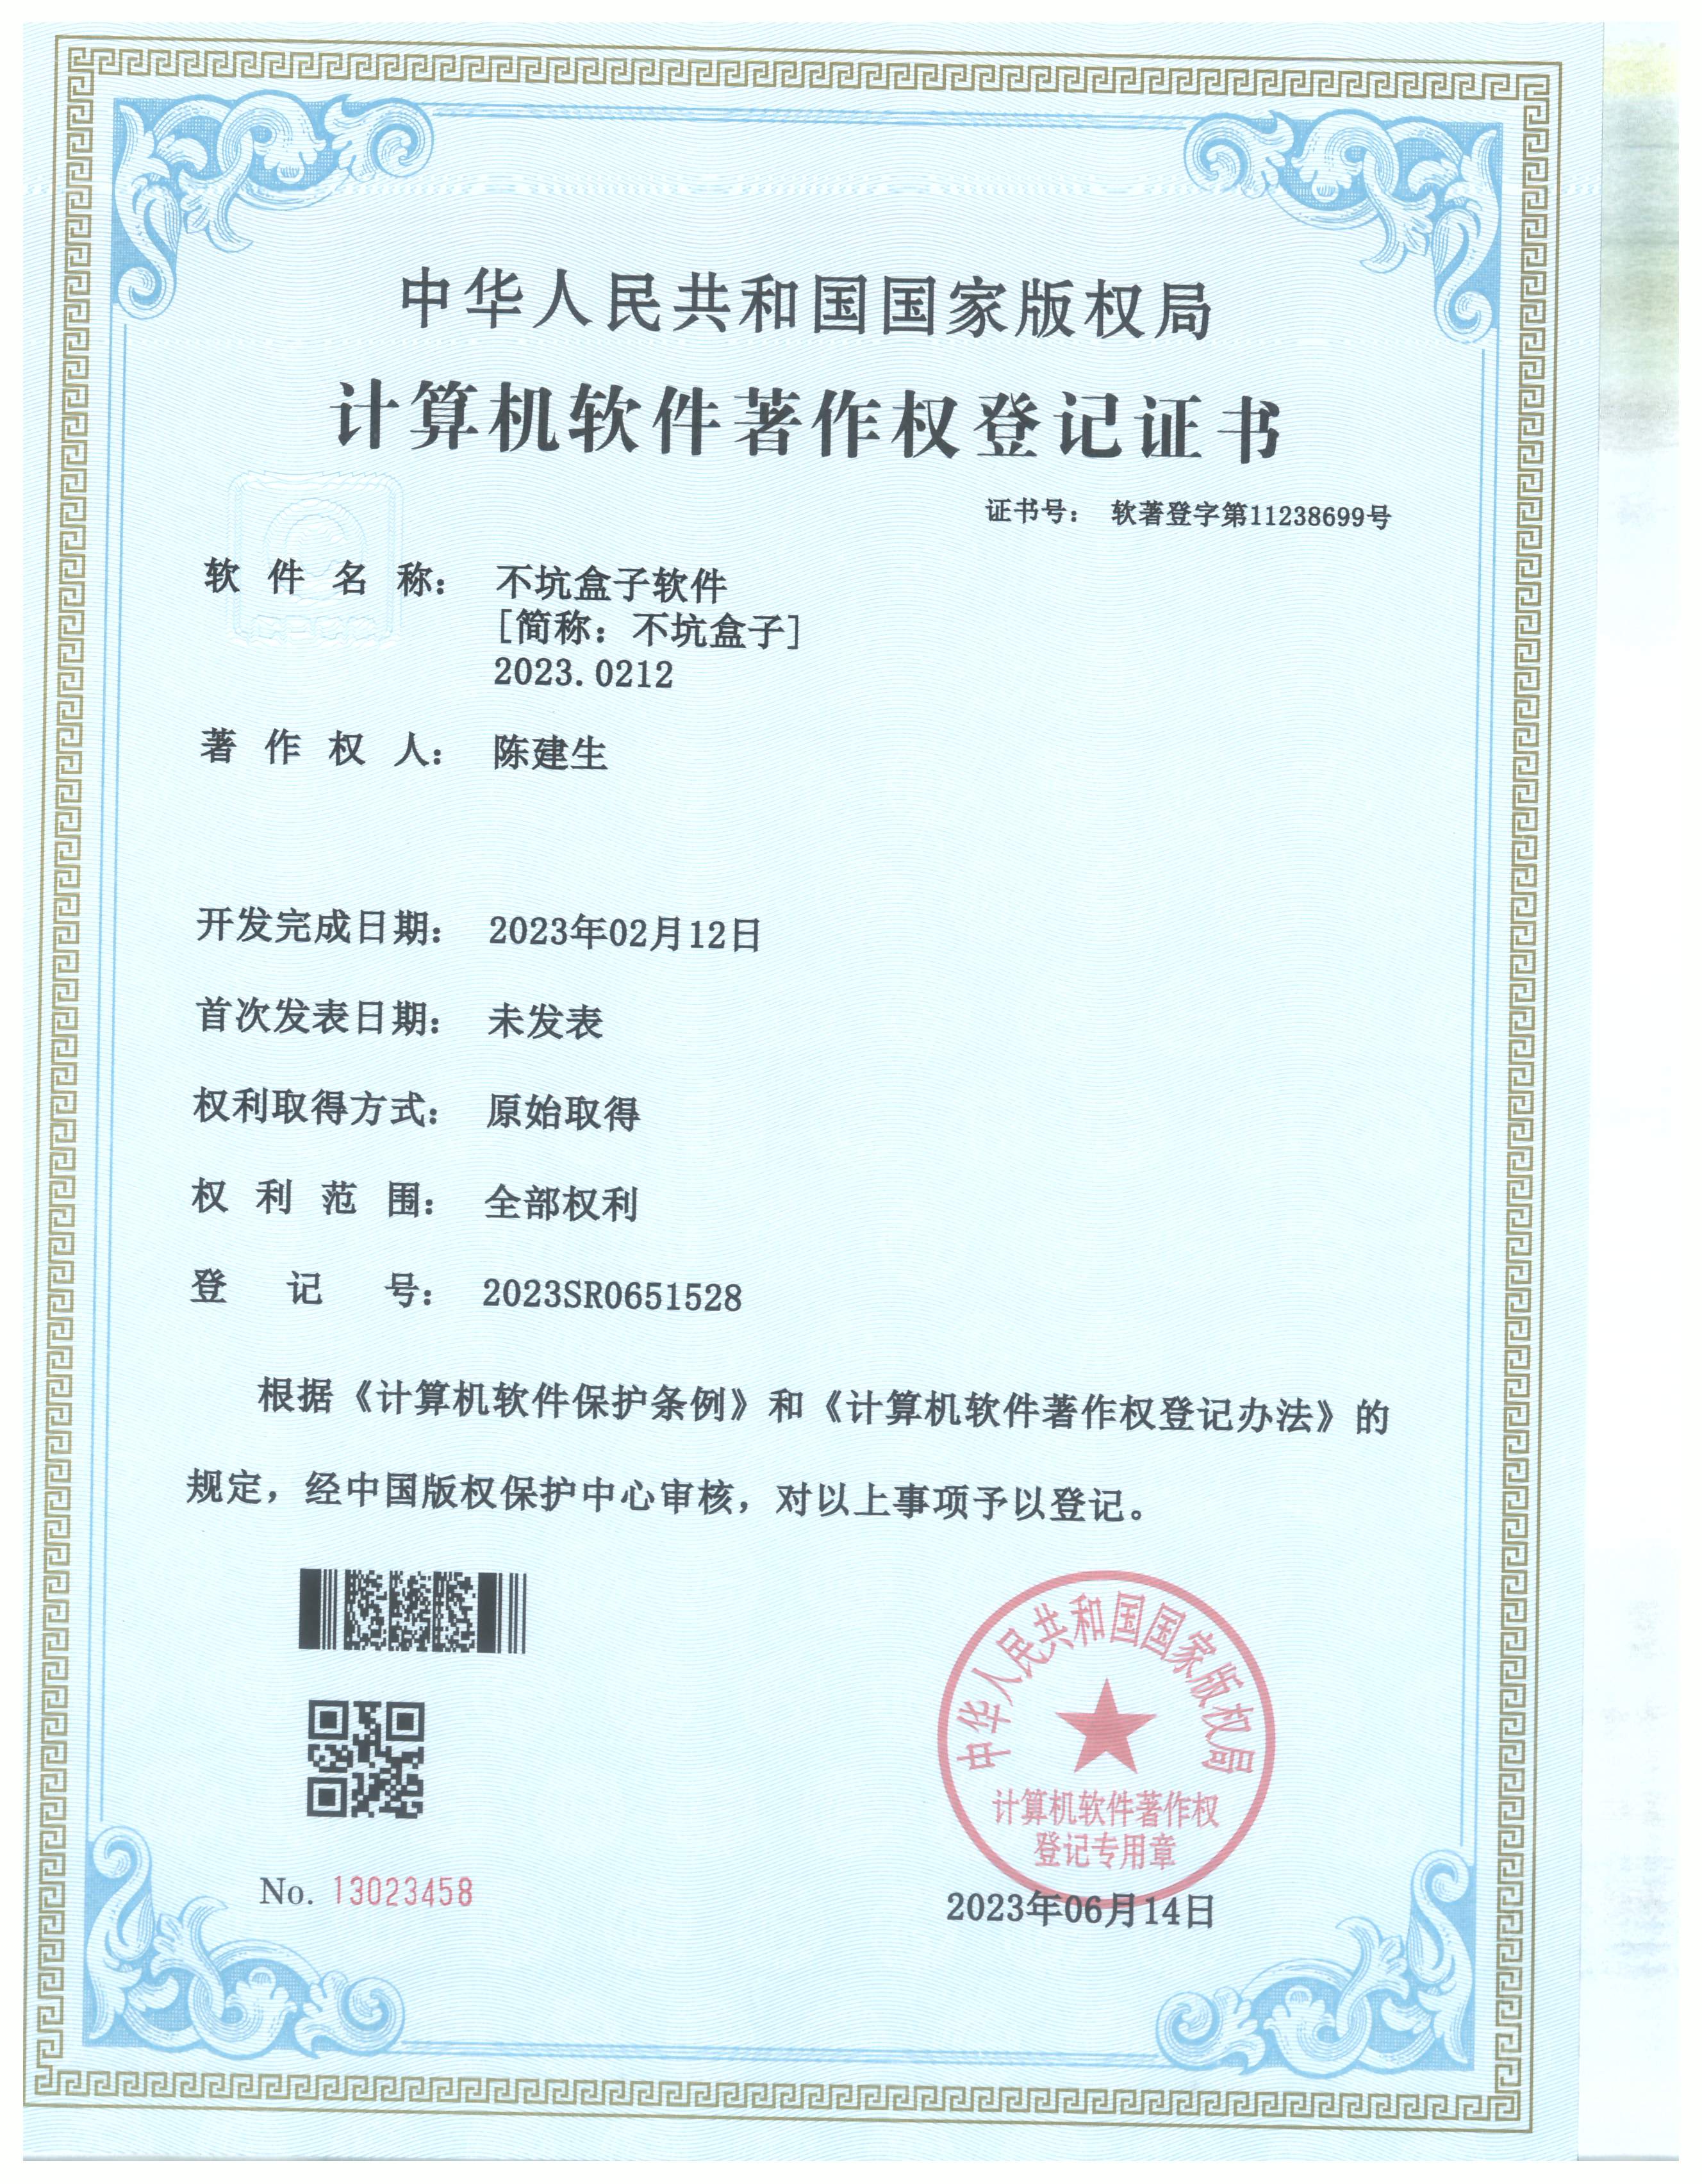 中华人民共和国国家版权局
计算机软件著作权登记证书
证书号： 软著登字第11238699号
软件名称： 不坑盒子软件
[简称：不坑盒子]
2023.0212
著作权人： 陈建生
开发完成日期： 2023年02月12日
首次发表日期： 未发表
权利取得方式： 原始取得
权利范围： 全部权利
登记号： 2023SR0651528
根据《计算机软件保护条例》和《计算机软件著作权登记办法》的
规定，经中国版权保护中心审核，对以上事项予以登记。
中华人民共和国国家版权局
计算机软件著作权
登记专用章
No. 13023458
2023年06月14日